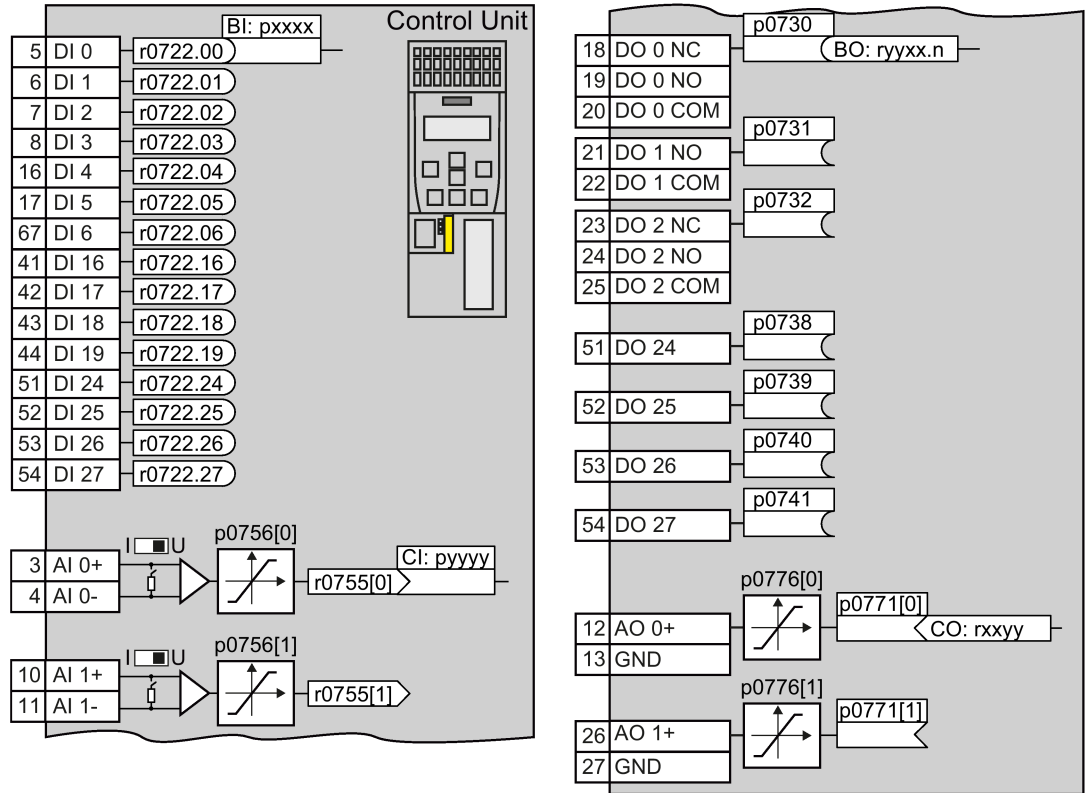 Control Unit
BI: pxxxx
5 DI 0 r0722.00
6 DI 1 r0722.01
7 DI 2 r0722.02
8 DI 3 r0722.03
16 DI 4 r0722.04
17 DI 5 r0722.05
67 DI 6 r0722.06
41 DI 16 r0722.16
42 DI 17 r0722.17
43 DI 18 r0722.18
44 DI 19 r0722.19
51 DI 24 r0722.24
52 DI 25 r0722.25
53 DI 26 r0722.26
54 DI 27 r0722.27
I U p0756[0]
CI: pyyyy
3 AI 0+
r0755[0]
4 AI 0-
I U p0756[1]
10 AI 1+
r0755[1]
11 AI 1-
p0730
18 DO 0 NC BO: ryyxx.n
19 DO 0 NO
20 DO 0 COM
p0731
21 DO 1 NO
22 DO 1 COM
p0732
23 DO 2 NC
24 DO 2 NO
25 DO 2 COM
p0738
51 DO 24
p0739
52 DO 25
p0740
53 DO 26
p0741
54 DO 27
p0776[0]
p0771[0]
12 AO 0+ CO: rxxyy
13 GND
p0776[1]
p0771[1]
26 AO 1+
27 GND